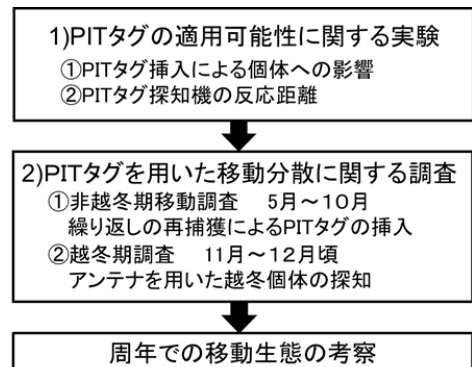 1)PITタグの適用可能性に関する実験
①PITタグ挿入による個体への影響
②PITタグ探知機の反応距離
2)PITタグを用いた移動分散に関する調査
①非越冬期移動調査 5月～10月
繰り返しの再捕獲によるPITタグの挿入
②越冬期調査 11月～12月頃
アンテナを用いた越冬個体の探知
周年での移動生態の考察